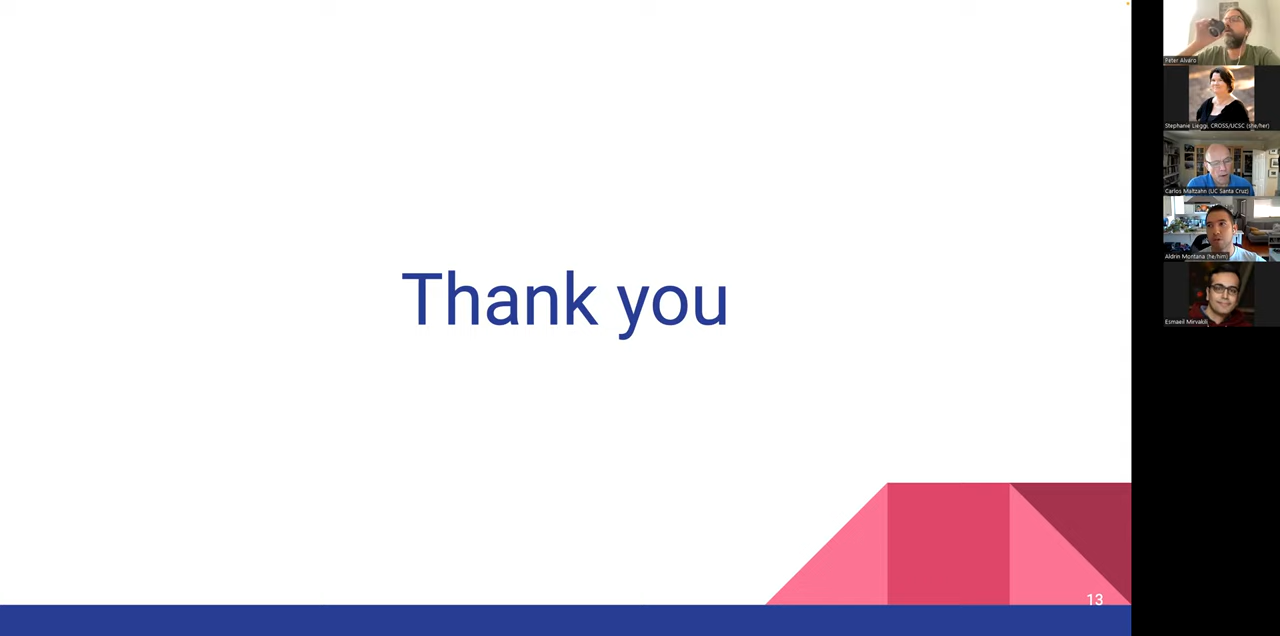 Thank you
13
Peter Alvaro
Stephanie Lieggi, CROSS/UCSC (she/her)
Carlos Maltzahn (UC Santa Cruz)
Aldrin Montana (he/him)
Esmaeil Mirvakili